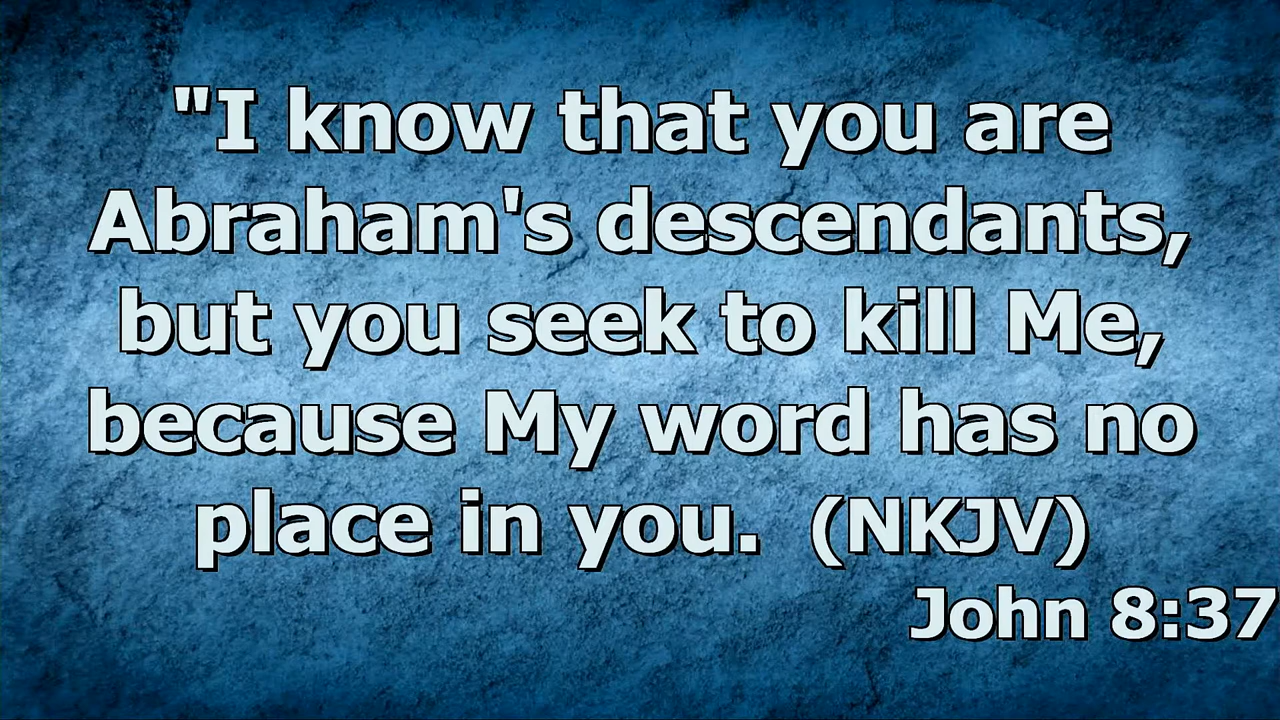 "I know that you are
Abraham's descendants,
but you seek to kill Me,
because My word has no
place in you.  (NKJV)
John 8:37